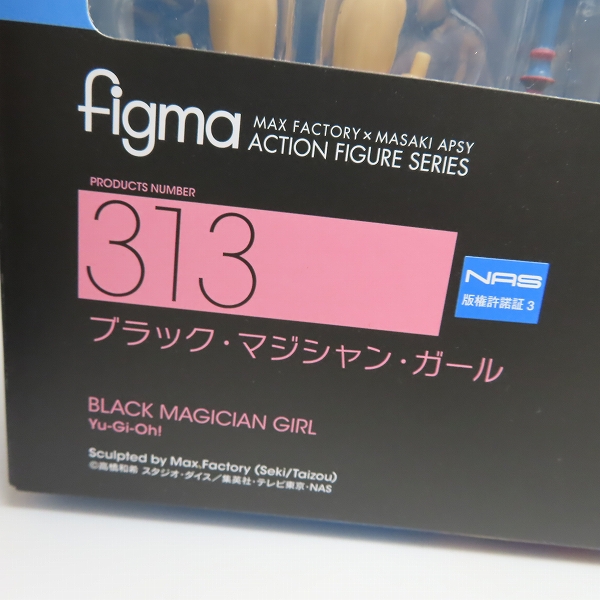 figma
MAX FACTORY×MASAKI APSY
ACTION FIGURE SERIES
PRODUCTS NUMBER
313
NAS
版権許諾証 3
ブラック・マジシャン・ガール
BLACK MAGICIAN GIRL
Yu-Gi-Oh!
Sculpted by Max.Factory (Seki/Taizou)
©高橋和希 スタジオ・ダイス／集英社・テレビ東京・NAS